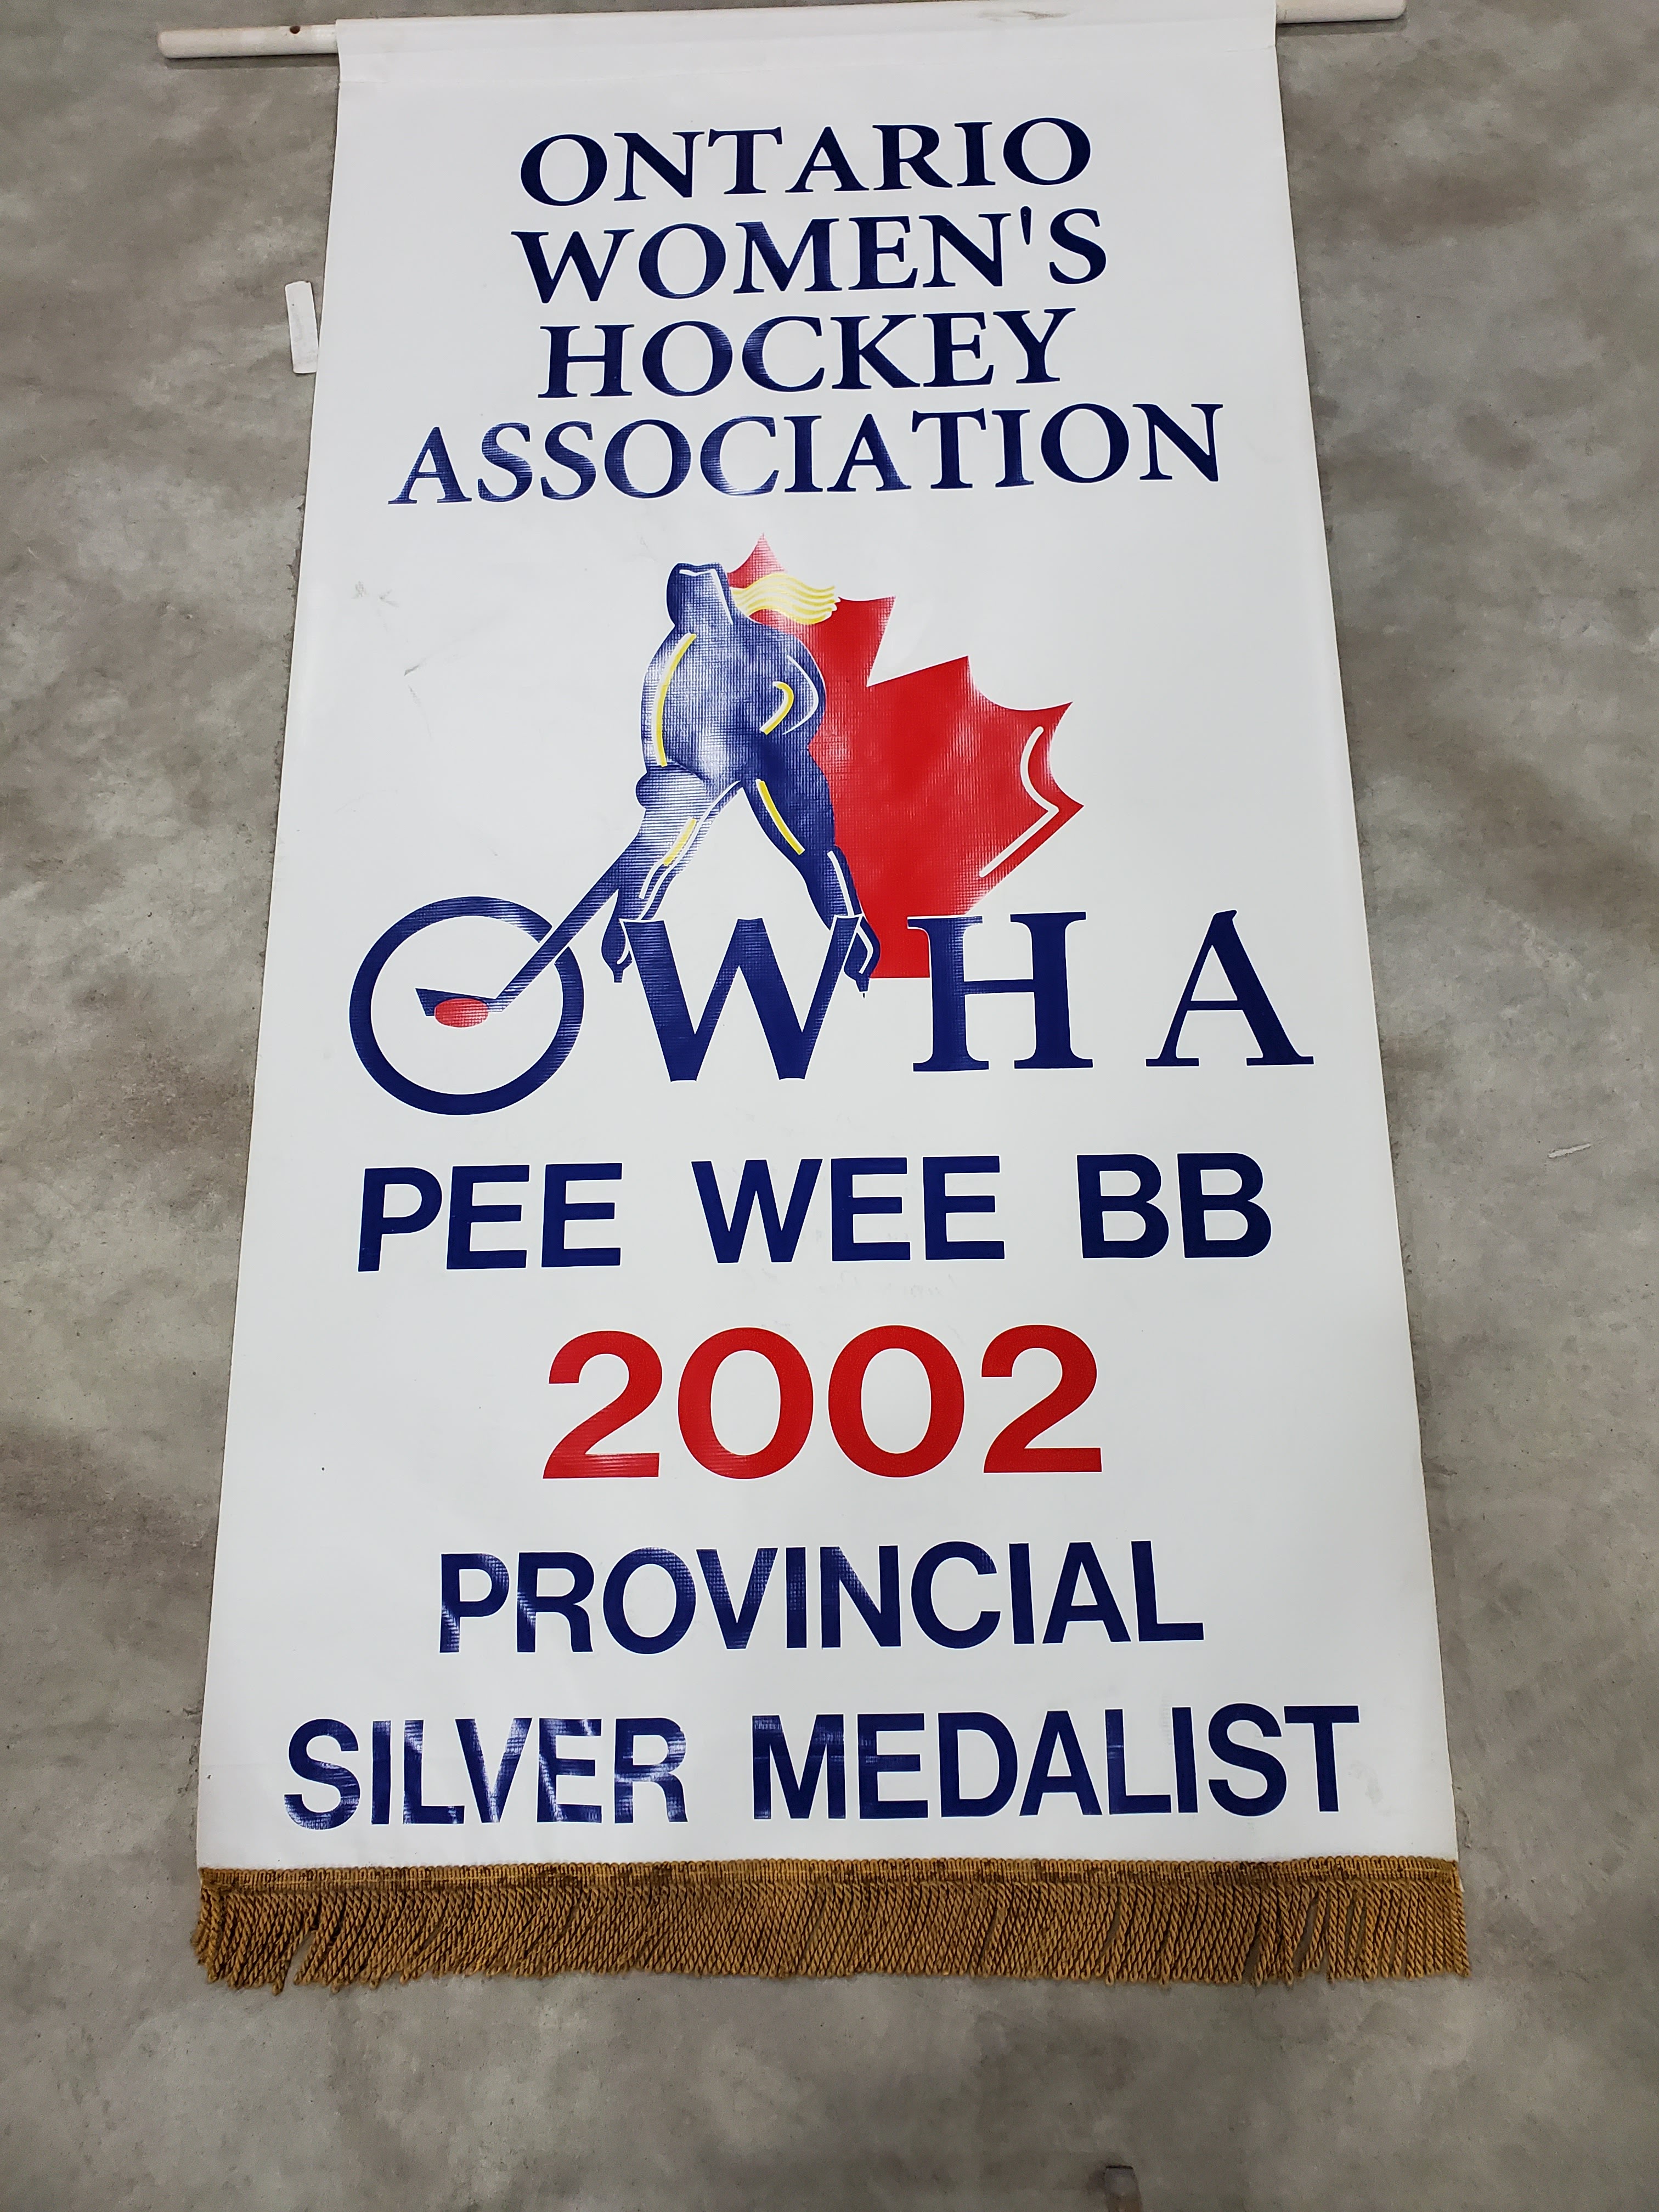 ONTARIO
WOMEN'S
HOCKEY
ASSOCIATION
OWHA
PEE WEE BB
2002
PROVINCIAL
SILVER MEDALIST